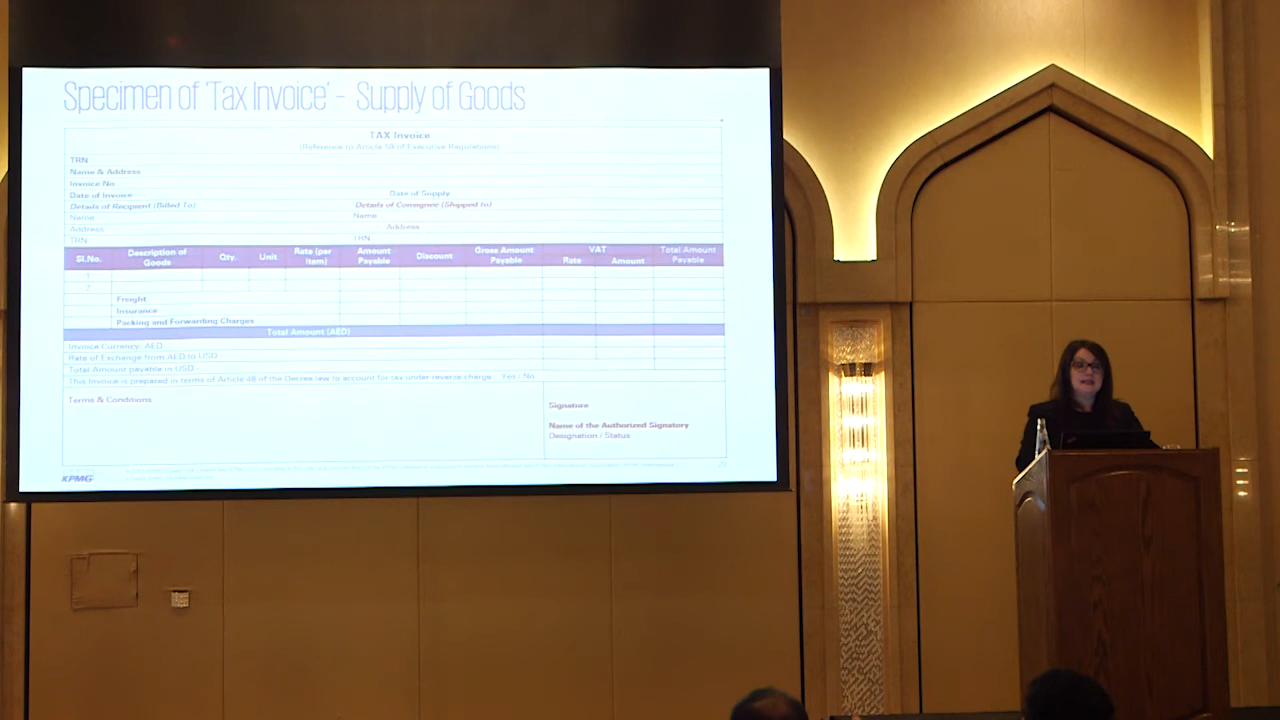 Specimen of 'Tax Invoice' - Supply of Goods
TAX Invoice
(Reference to Article 59 of Executive Regulations)
TRN
Name & Address
Invoice No
Date of Invoice Date of Supply
Details of Recipient (Billed To) Details of Consignee (Shipped to)
Name Name
Address Address
TRN TRN
Sl.No. Description of Goods Qty. Unit Rate (per item) Amount Payable Discount Gross Amount Payable VAT Rate Amount Total Amount Payable
1
2
Freight
Insurance
Packing and Forwarding Charges
Total Amount (AED)
Invoice Currency: AED
Rate of Exchange from AED to USD
Total Amount payable in USD -
This Invoice is prepared in terms of Article 48 of the Decree law to account for tax under reverse charge Yes / No
Terms & Conditions
Signature
Name of the Authorized Signatory
Designation / Status
KPMG